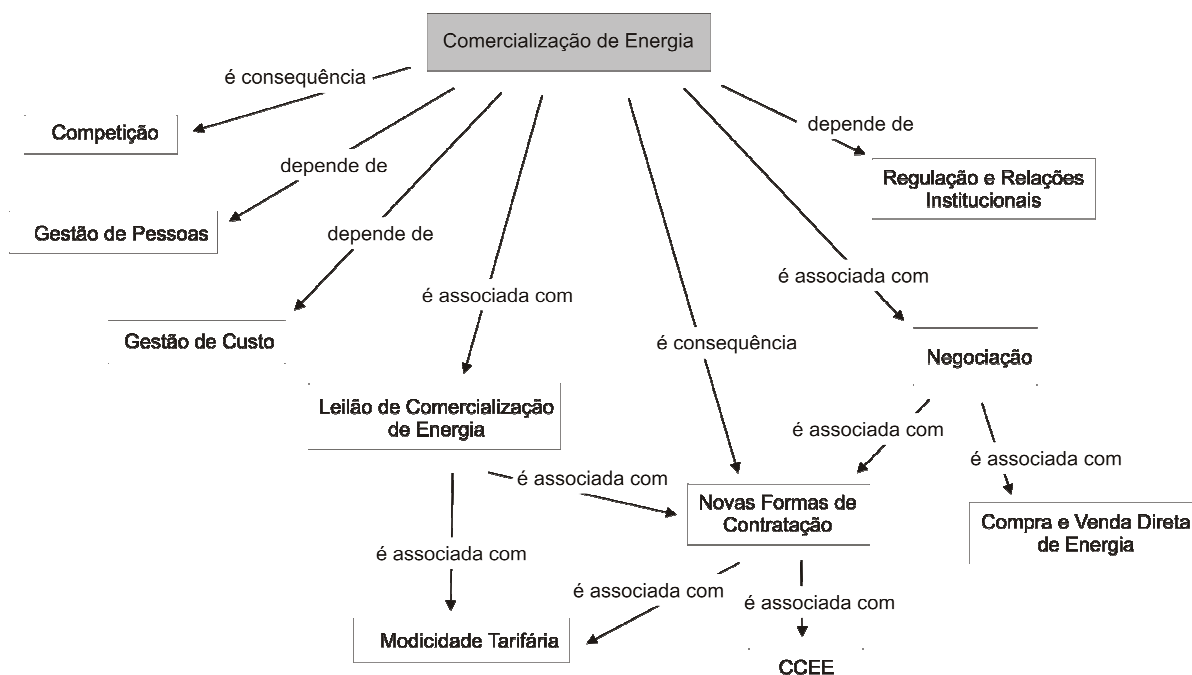 Comercialização de Energia
é consequência
Competição
depende de
Regulação e Relações
Institucionais
depende de
Gestão de Pessoas
depende de
é associada com
é associada com
Gestão de Custo
é consequência
Negociação
Leilão de Comercialização
de Energia
é associada com
é associada com
é associada com
Novas Formas de
Contratação
Compra e Venda Direta
de Energia
é associada com
é associada com
é associada com
Modicidade Tarifária
CCEE